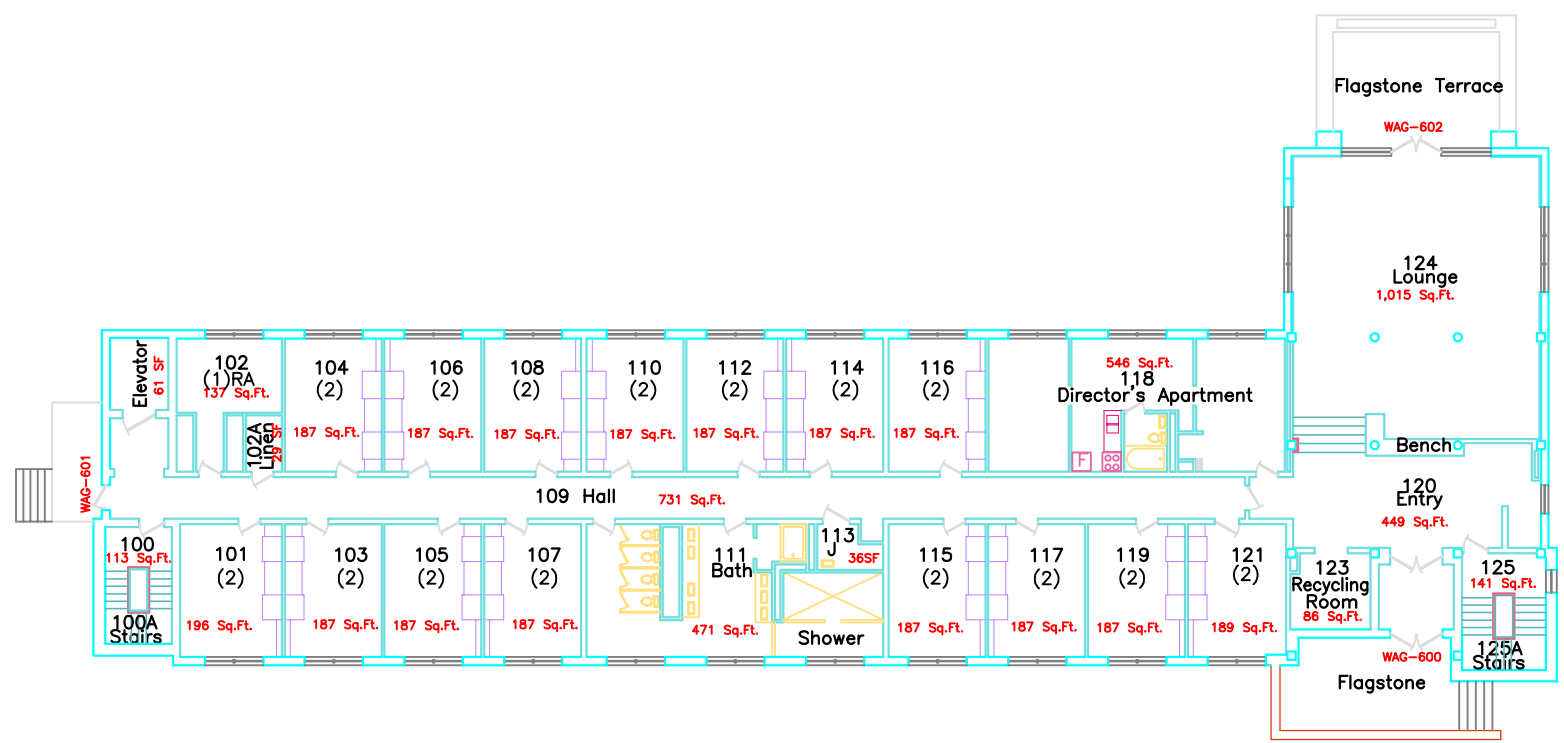 Flagstone Terrace
WAG-602
124
Lounge
1,015 Sq.Ft.
Elevator
61 SF
102
(1)RA
137 Sq.Ft.
102A
Linen
29 SF
104
(2)
187 Sq.Ft.
106
(2)
187 Sq.Ft.
108
(2)
187 Sq.Ft.
110
(2)
187 Sq.Ft.
112
(2)
187 Sq.Ft.
114
(2)
187 Sq.Ft.
116
(2)
187 Sq.Ft.
546 Sq.Ft.
118
Director's Apartment
F
Bench
WAG-601
109 Hall
731 Sq.Ft.
120
Entry
449 Sq.Ft.
100
113 Sq.Ft.
100A
Stairs
101
(2)
196 Sq.Ft.
103
(2)
187 Sq.Ft.
105
(2)
187 Sq.Ft.
107
(2)
187 Sq.Ft.
111
Bath
471 Sq.Ft.
113
J
36SF
Shower
115
(2)
187 Sq.Ft.
117
(2)
187 Sq.Ft.
119
(2)
187 Sq.Ft.
121
(2)
189 Sq.Ft.
123
Recycling
Room
86 Sq.Ft.
125
141 Sq.Ft.
125A
Stairs
WAG-600
Flagstone